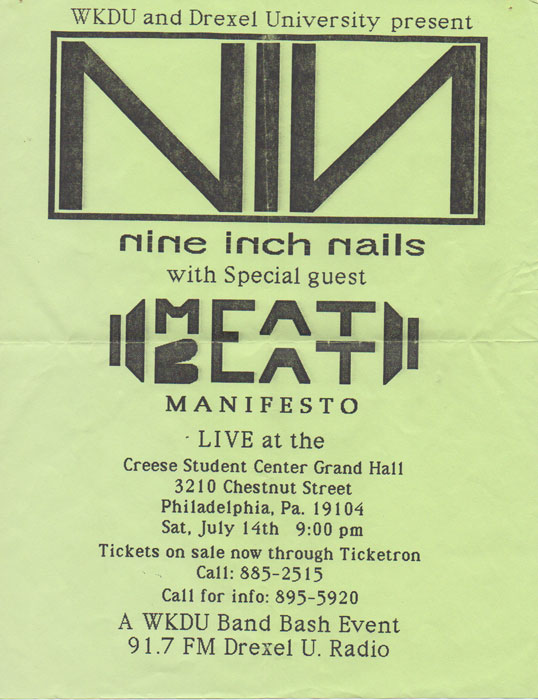 WKDU and Drexel University present
NIN
nine inch nails
with Special guest
MEAT
BEAT
MANIFESTO
LIVE at the
Creese Student Center Grand Hall
3210 Chestnut Street
Philadelphia, Pa. 19104
Sat, July 14th 9:00 pm
Tickets on sale now through Ticketron
Call: 885-2515
Call for info: 895-5920
A WKDU Band Bash Event
91.7 FM Drexel U. Radio